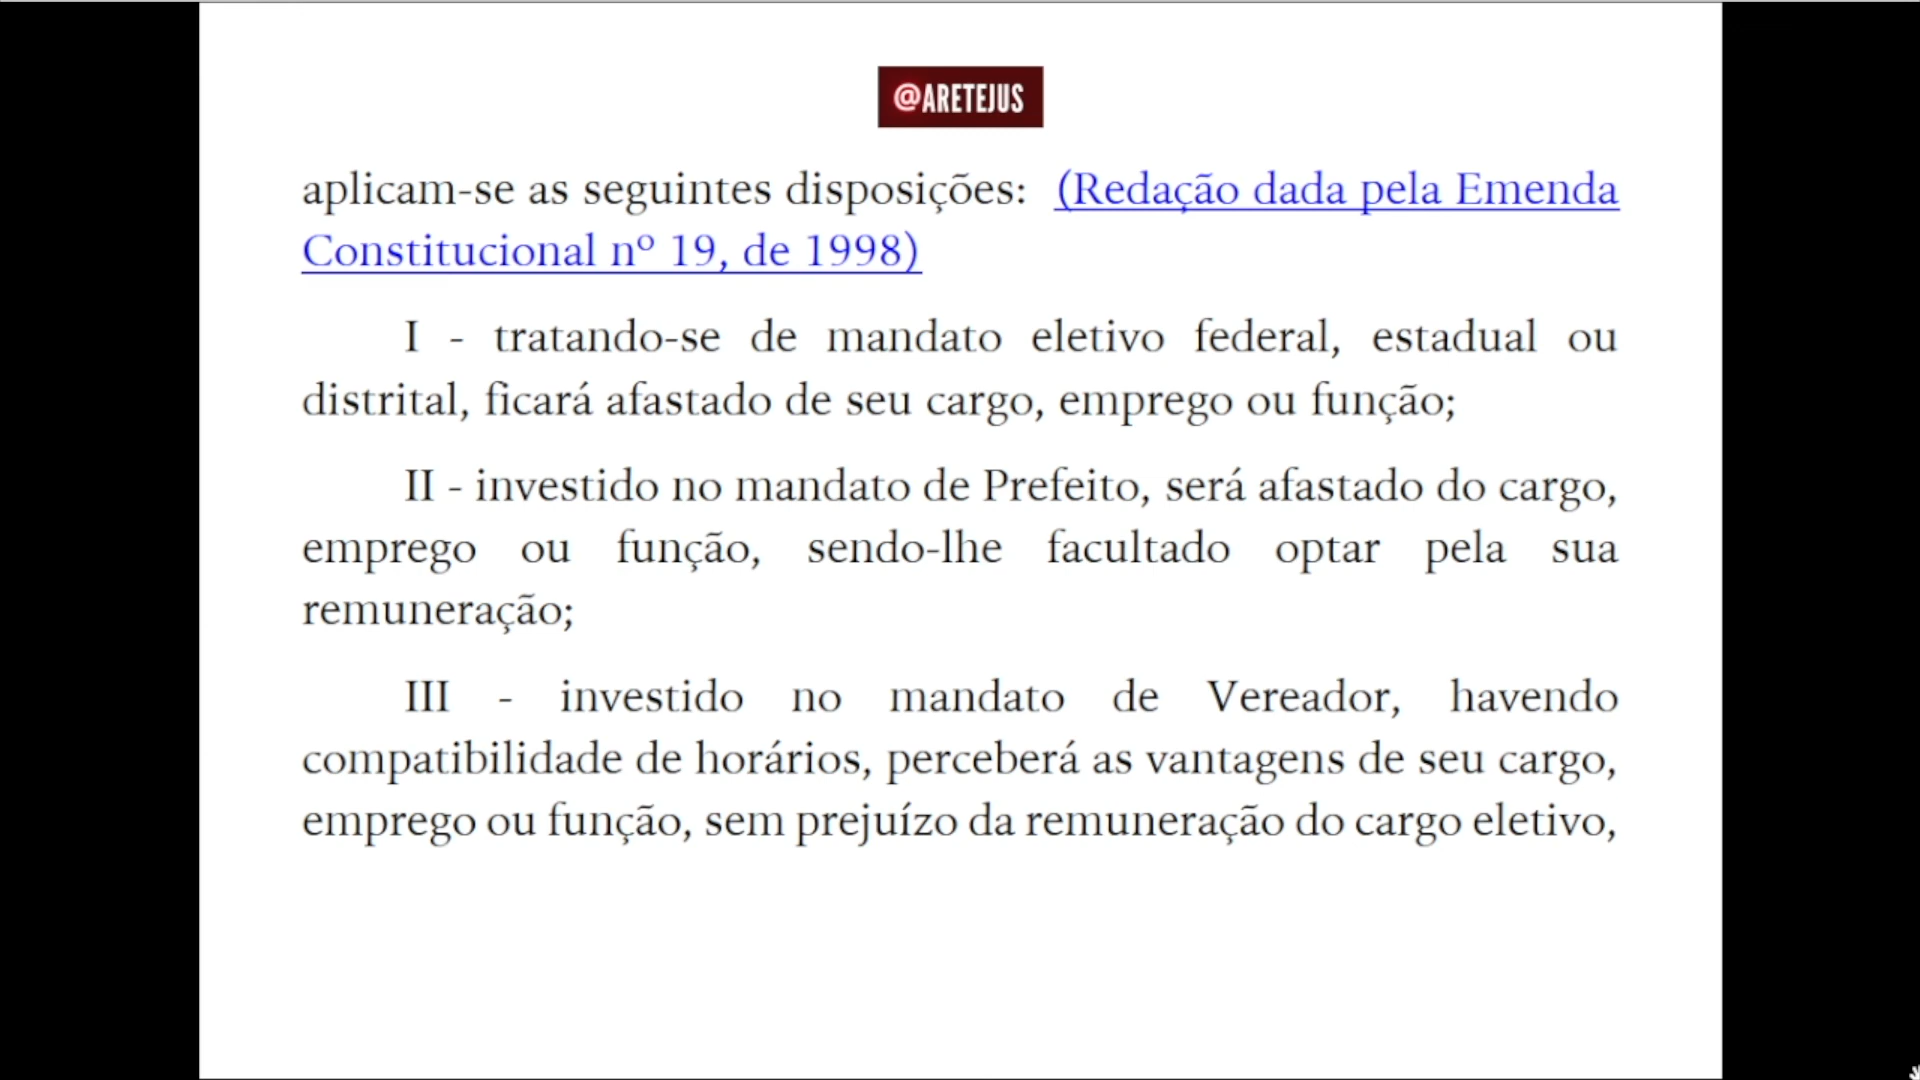 @ARETEJUS
aplicam-se as seguintes disposições: (Redação dada pela Emenda
Constitucional nº 19, de 1998)
I - tratando-se de mandato eletivo federal, estadual ou
distrital, ficará afastado de seu cargo, emprego ou função;
II - investido no mandato de Prefeito, será afastado do cargo,
emprego ou função, sendo-lhe facultado optar pela sua
remuneração;
III - investido no mandato de Vereador, havendo
compatibilidade de horários, perceberá as vantagens de seu cargo,
emprego ou função, sem prejuízo da remuneração do cargo eletivo,